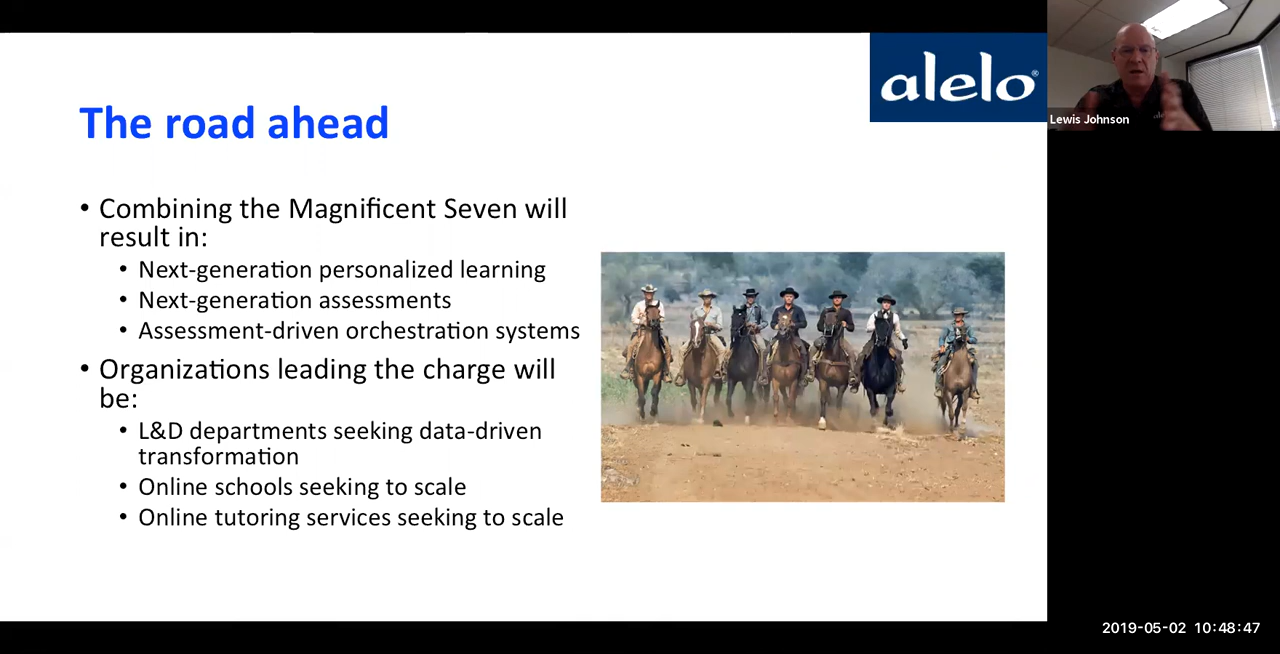 alelo®
The road ahead
Lewis Johnson
• Combining the Magnificent Seven will
result in:
• Next-generation personalized learning
• Next-generation assessments
• Assessment-driven orchestration systems
• Organizations leading the charge will
be:
• L&D departments seeking data-driven
transformation
• Online schools seeking to scale
• Online tutoring services seeking to scale
2019-05-02 10:48:47